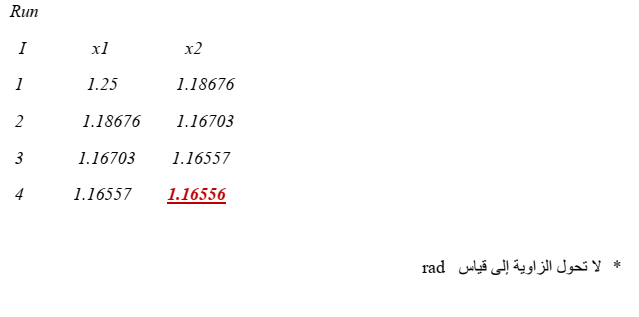 Run
I x1 x2
1 1.25 1.18676
2 1.18676 1.16703
3 1.16703 1.16557
4 1.16557 1.16556
* لا تحول الزاوية إلى قياس rad